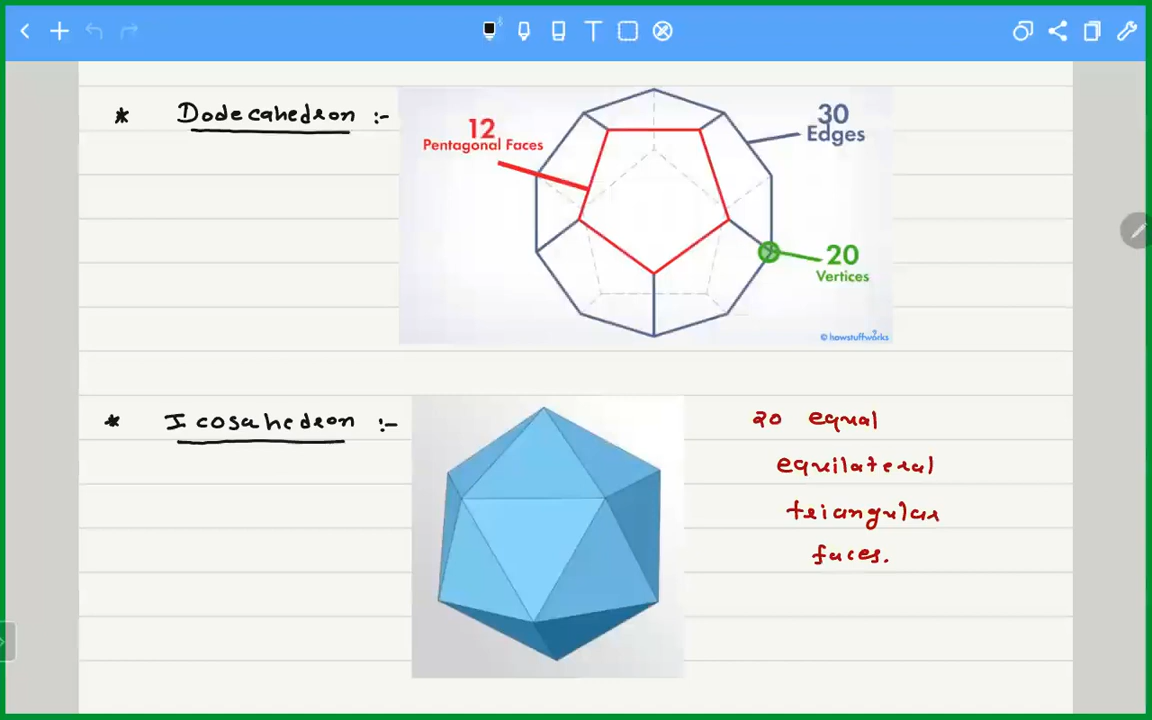 * Dodecahedron :-
12
Pentagonal Faces
30
Edges
20
Vertices
© howstuffworks
* Icosahedron :-
20 equal
equilateral
triangular
faces.